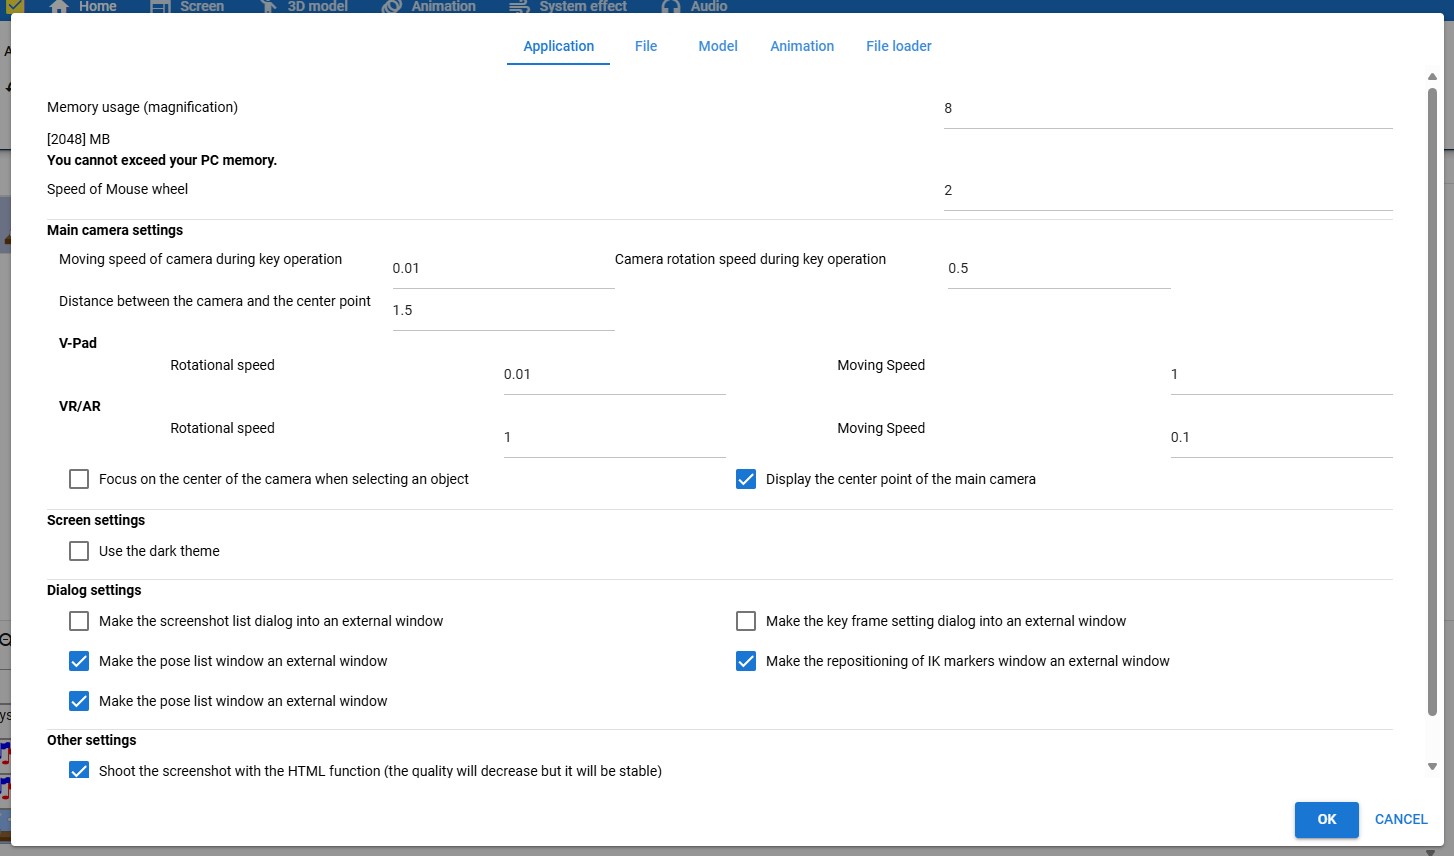 Home Screen 3D model Animation System effect Audio
Application File Model Animation File loader
Memory usage (magnification) 8
[2048] MB
You cannot exceed your PC memory.
Speed of Mouse wheel 2
Main camera settings
Moving speed of camera during key operation 0.01 Camera rotation speed during key operation 0.5
Distance between the camera and the center point 1.5
V-Pad
Rotational speed 0.01 Moving Speed 1
VR/AR
Rotational speed 1 Moving Speed 0.1
Focus on the center of the camera when selecting an object Display the center point of the main camera
Screen settings
Use the dark theme
Dialog settings
Make the screenshot list dialog into an external window Make the key frame setting dialog into an external window
Make the pose list window an external window Make the repositioning of IK markers window an external window
Make the pose list window an external window
Other settings
Shoot the screenshot with the HTML function (the quality will decrease but it will be stable)
OK CANCEL